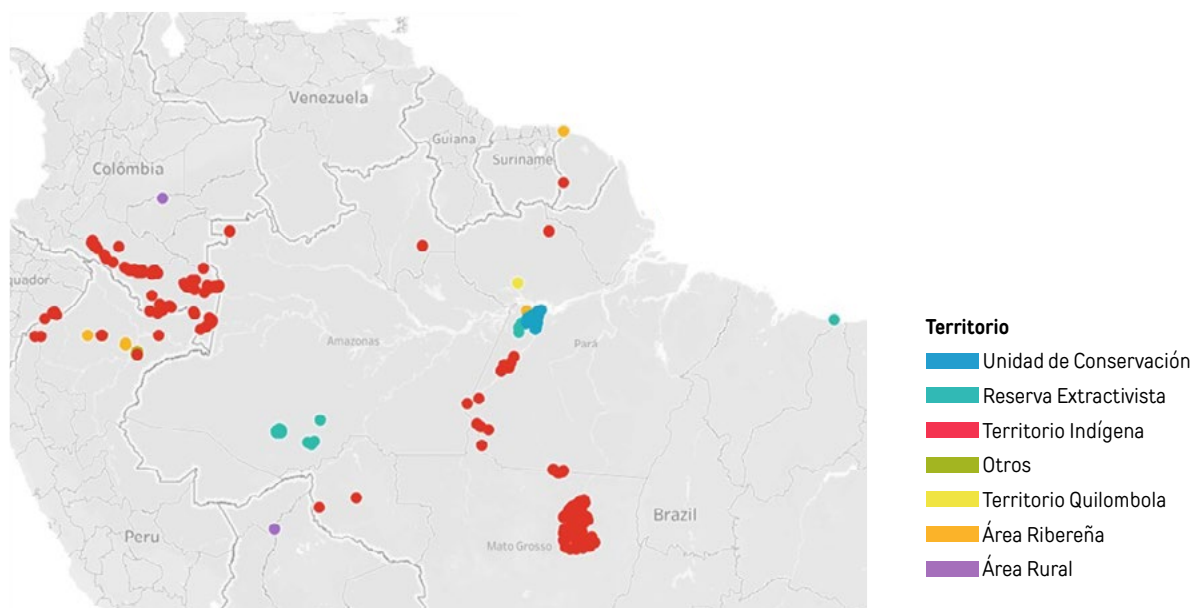 Venezuela
Guiana
Suriname
Colômbia
quador
Amazonas
Pará
Peru
Mato Grosso
Brazil
Territorio
Unidad de Conservación
Reserva Extractivista
Territorio Indígena
Otros
Territorio Quilombola
Área Ribereña
Área Rural